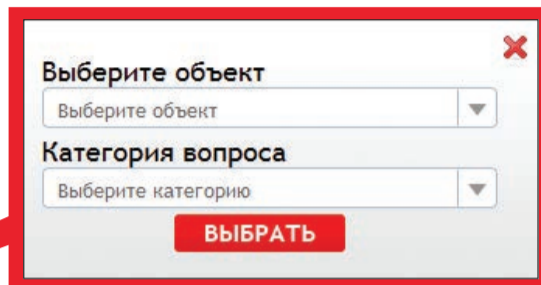 Выберите объект
Выберите объект
Категория вопроса
Выберите категорию
ВЫБРАТЬ